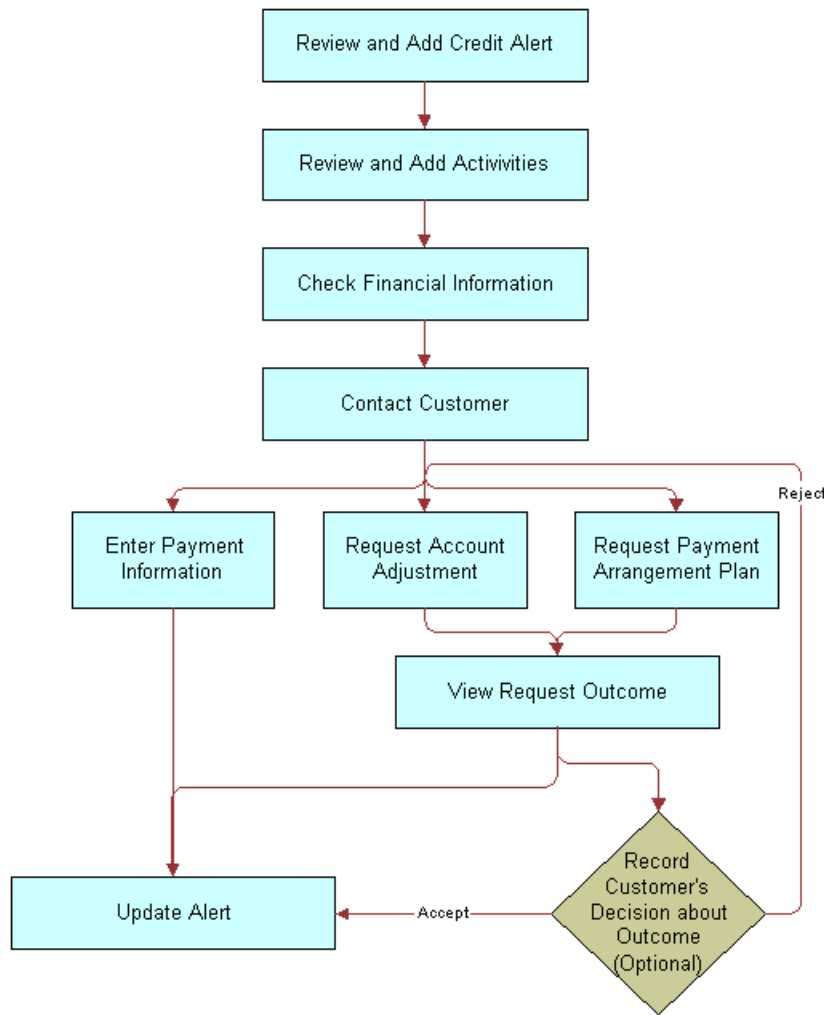 Review and Add Credit Alert
Review and Add Activivities
Check Financial Information
Contact Customer
Reject
Enter Payment
Information
Request Account
Adjustment
Request Payment
Arrangement Plan
View Request Outcome
Record
Customer's
Decision about
Outcome
(Optional)
Accept
Update Alert